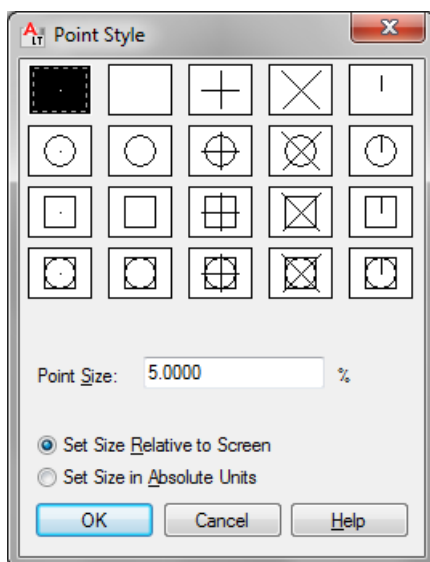 A LT Point Style X
Point Size: 5.0000 %
Set Size Relative to Screen
Set Size in Absolute Units
OK Cancel Help